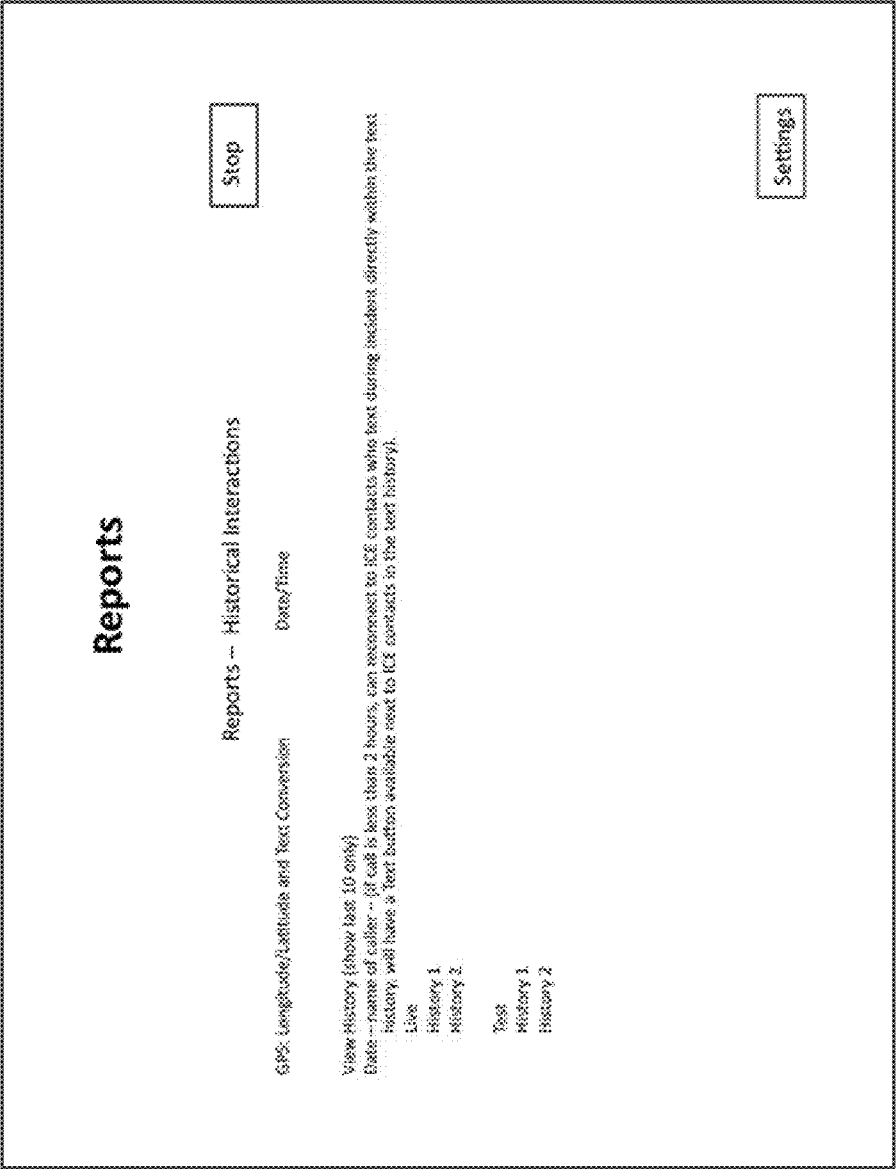 Reports
Reports – Historical Interactions
Stop
GPS: Longitude/Latitude and Text Conversion
Date/Time
View History (show last 10 only)
Date – name of caller – (if call is less than 2 hours, can reconnect to ICE contacts who text during incident directly within the text
history, will have a Text button available next to ICE contacts in the text history).
Live
History 1
History 2
Test
History 1
History 2
Settings